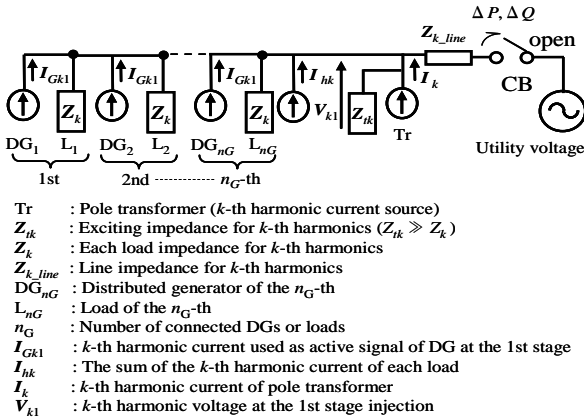 Z_k_line
ΔP, ΔQ
open
CB
Utility voltage
I_Gk1
I_Gk1
I_Gk1
I_hk
I_k
V_k1
Z_k
Z_k
Z_k
Z_tk
DG_1 L_1 DG_2 L_2 DG_nG L_nG
Tr
1st
2nd ---------- n_G-th
Tr : Pole transformer (k-th harmonic current source)
Z_tk : Exciting impedance for k-th harmonics (Z_tk ≫ Z_k)
Z_k : Each load impedance for k-th harmonics
Z_k_line : Line impedance for k-th harmonics
DG_nG : Distributed generator of the n_G-th
L_nG : Load of the n_G-th
n_G : Number of connected DGs or loads
I_Gk1 : k-th harmonic current used as active signal of DG at the 1st stage
I_hk : The sum of the k-th harmonic current of each load
I_k : k-th harmonic current of pole transformer
V_k1 : k-th harmonic voltage at the 1st stage injection